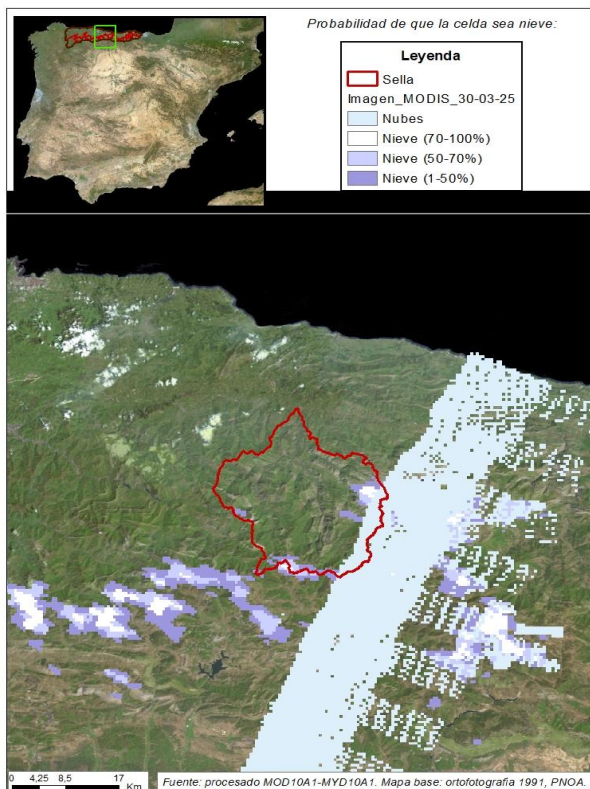 Probabilidad de que la celda sea nieve:
Leyenda
Sella
Imagen_MODIS_30-03-25
Nubes
Nieve (70-100%)
Nieve (50-70%)
Nieve (1-50%)
0 4,25 8,5 17
Km
Fuente: procesado MOD10A1-MYD10A1. Mapa base: ortofotografia 1991, PNOA.